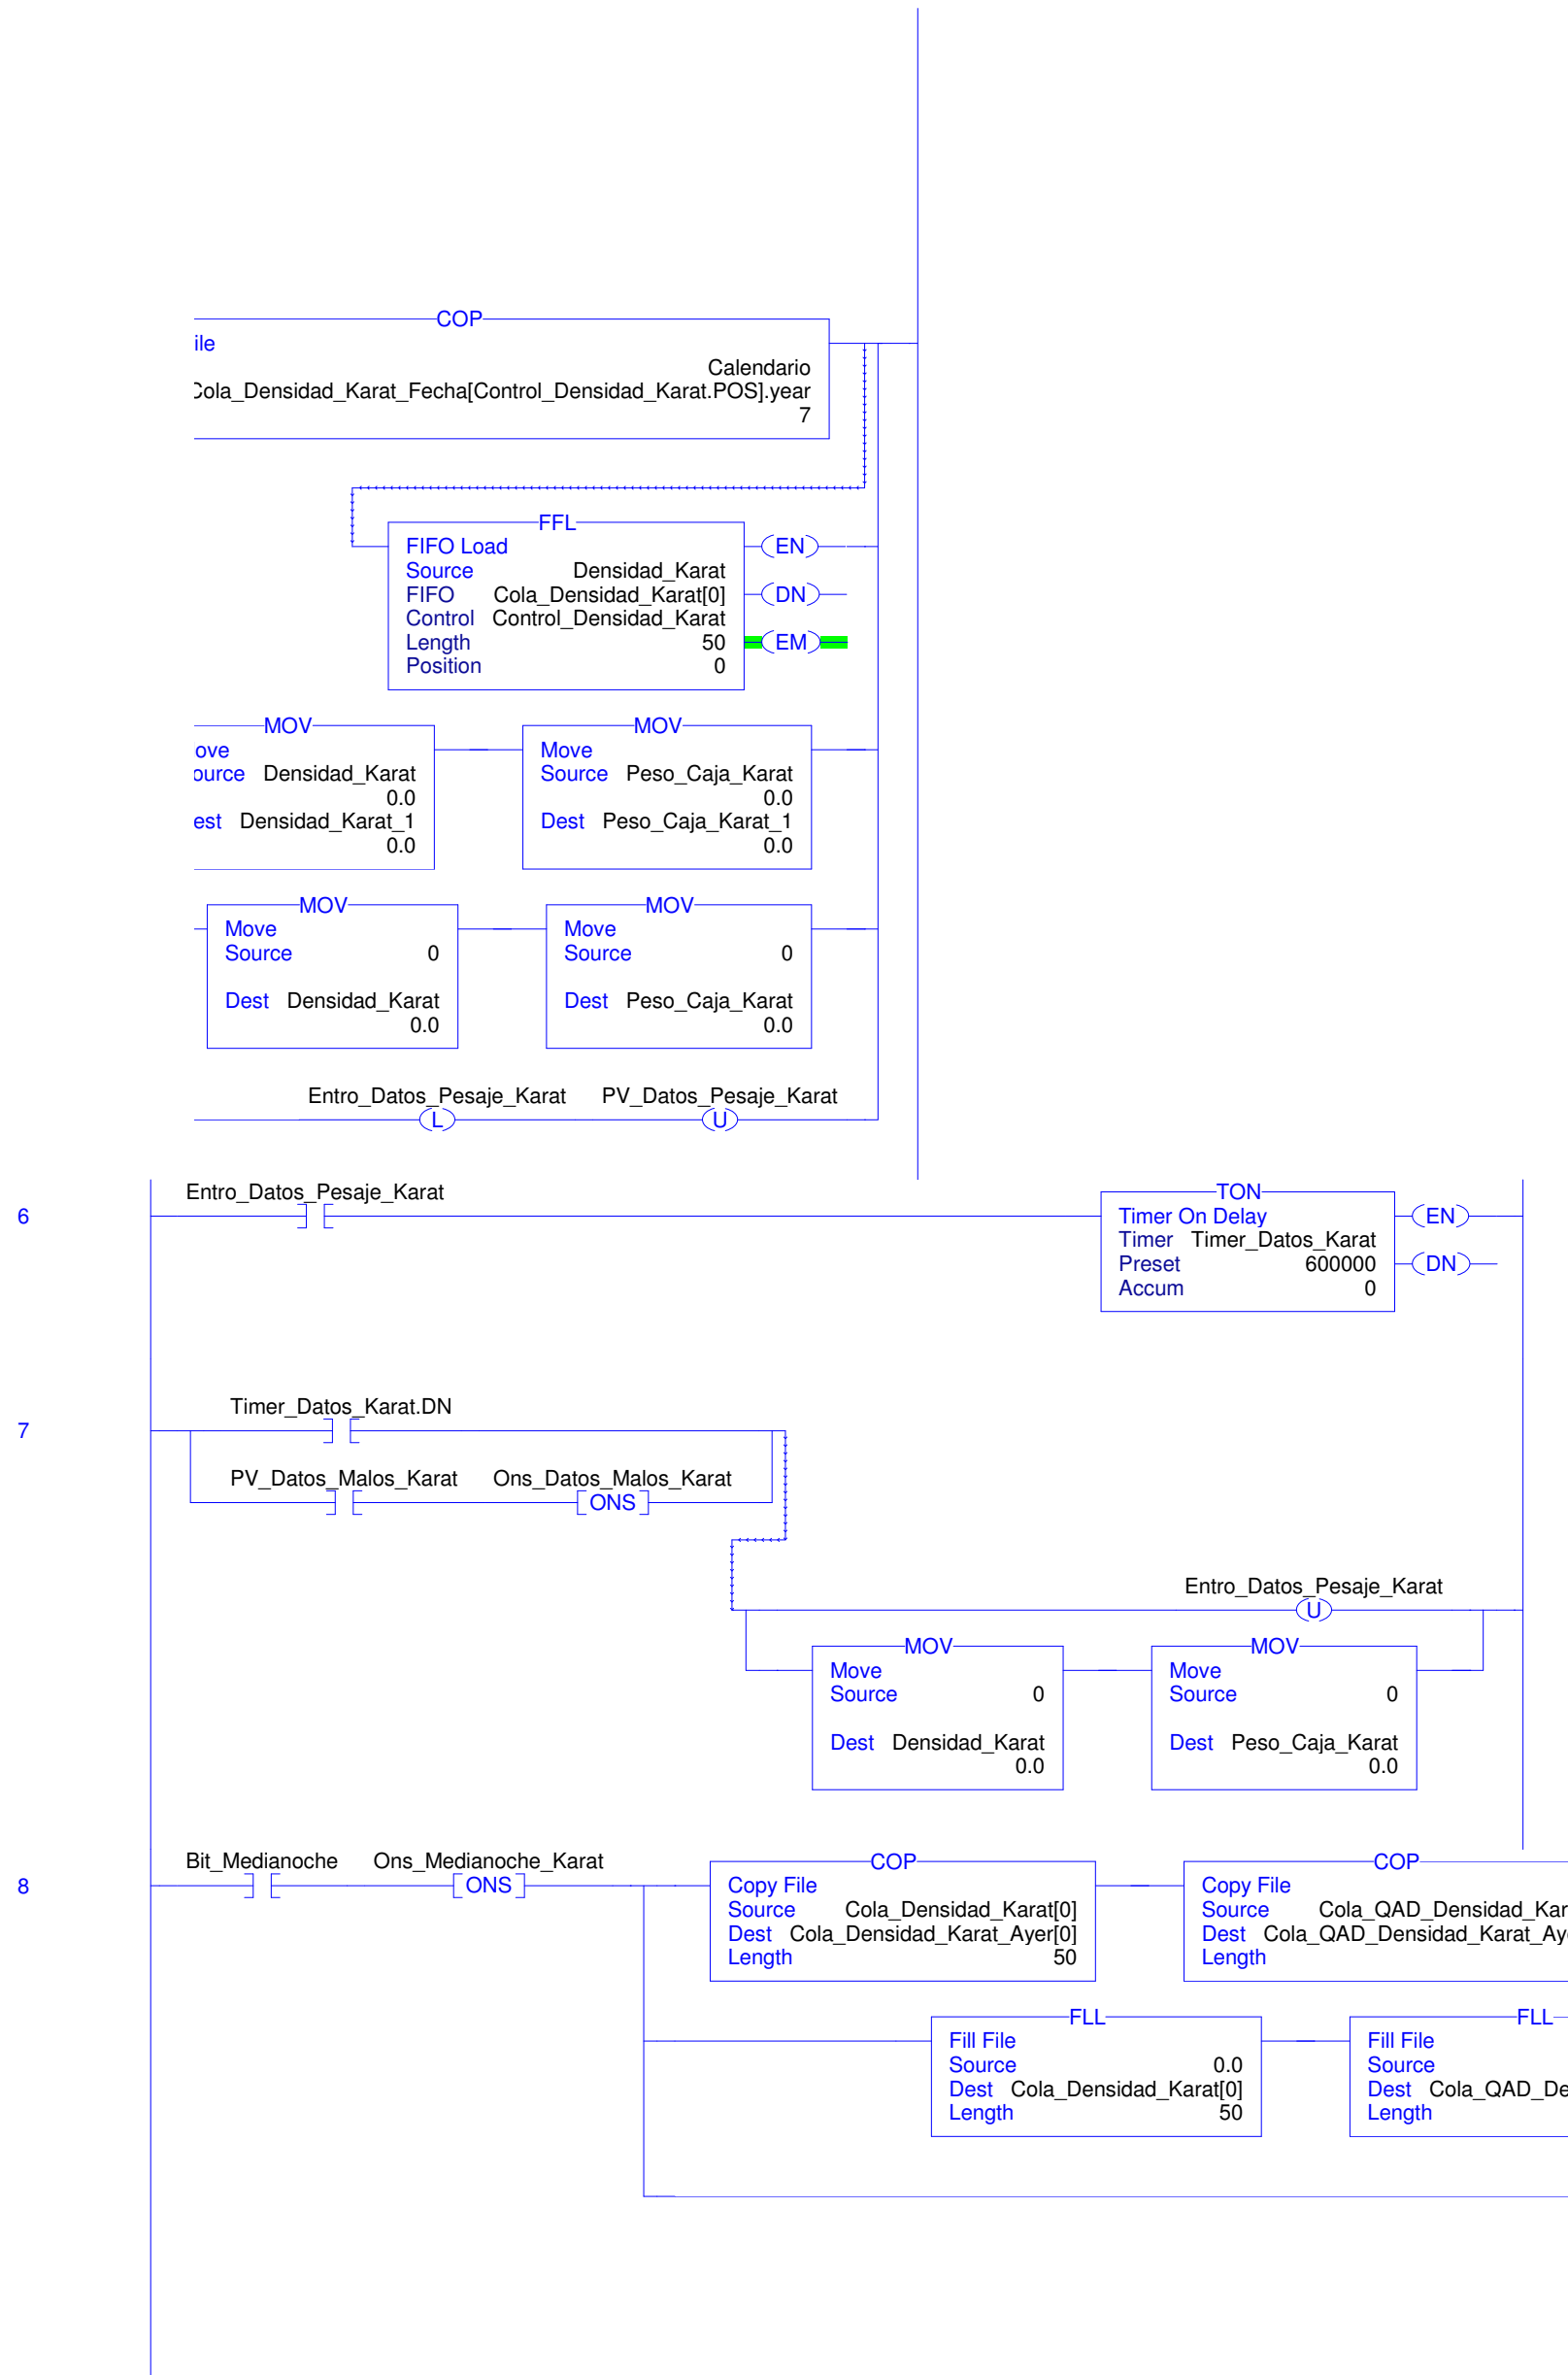 COP
ile
Calendario
Cola_Densidad_Karat_Fecha[Control_Densidad_Karat.POS].year
7
FFL
FIFO Load
Source Densidad_Karat
FIFO Cola_Densidad_Karat[0]
Control Control_Densidad_Karat
Length 50
Position 0
EN
DN
EM
MOV
ove
ource Densidad_Karat
0.0
est Densidad_Karat_1
0.0
MOV
Move
Source Peso_Caja_Karat
0.0
Dest Peso_Caja_Karat_1
0.0
MOV
Move
Source 0
Dest Densidad_Karat
0.0
MOV
Move
Source 0
Dest Peso_Caja_Karat
0.0
Entro_Datos_Pesaje_Karat PV_Datos_Pesaje_Karat
L U
6
Entro_Datos_Pesaje_Karat
TON
Timer On Delay
Timer Timer_Datos_Karat
Preset 600000
Accum 0
EN
DN
7
Timer_Datos_Karat.DN
PV_Datos_Malos_Karat Ons_Datos_Malos_Karat
ONS
Entro_Datos_Pesaje_Karat
U
MOV
Move
Source 0
Dest Densidad_Karat
0.0
MOV
Move
Source 0
Dest Peso_Caja_Karat
0.0
8
Bit_Medianoche Ons_Medianoche_Karat
ONS
COP
Copy File
Source Cola_Densidad_Karat[0]
Dest Cola_Densidad_Karat_Ayer[0]
Length 50
COP
Copy File
Source Cola_QAD_Densidad_Kar
Dest Cola_QAD_Densidad_Karat_Ay
Length
FLL
Fill File
Source 0.0
Dest Cola_Densidad_Karat[0]
Length 50
FLL
Fill File
Source
Dest Cola_QAD_De
Length